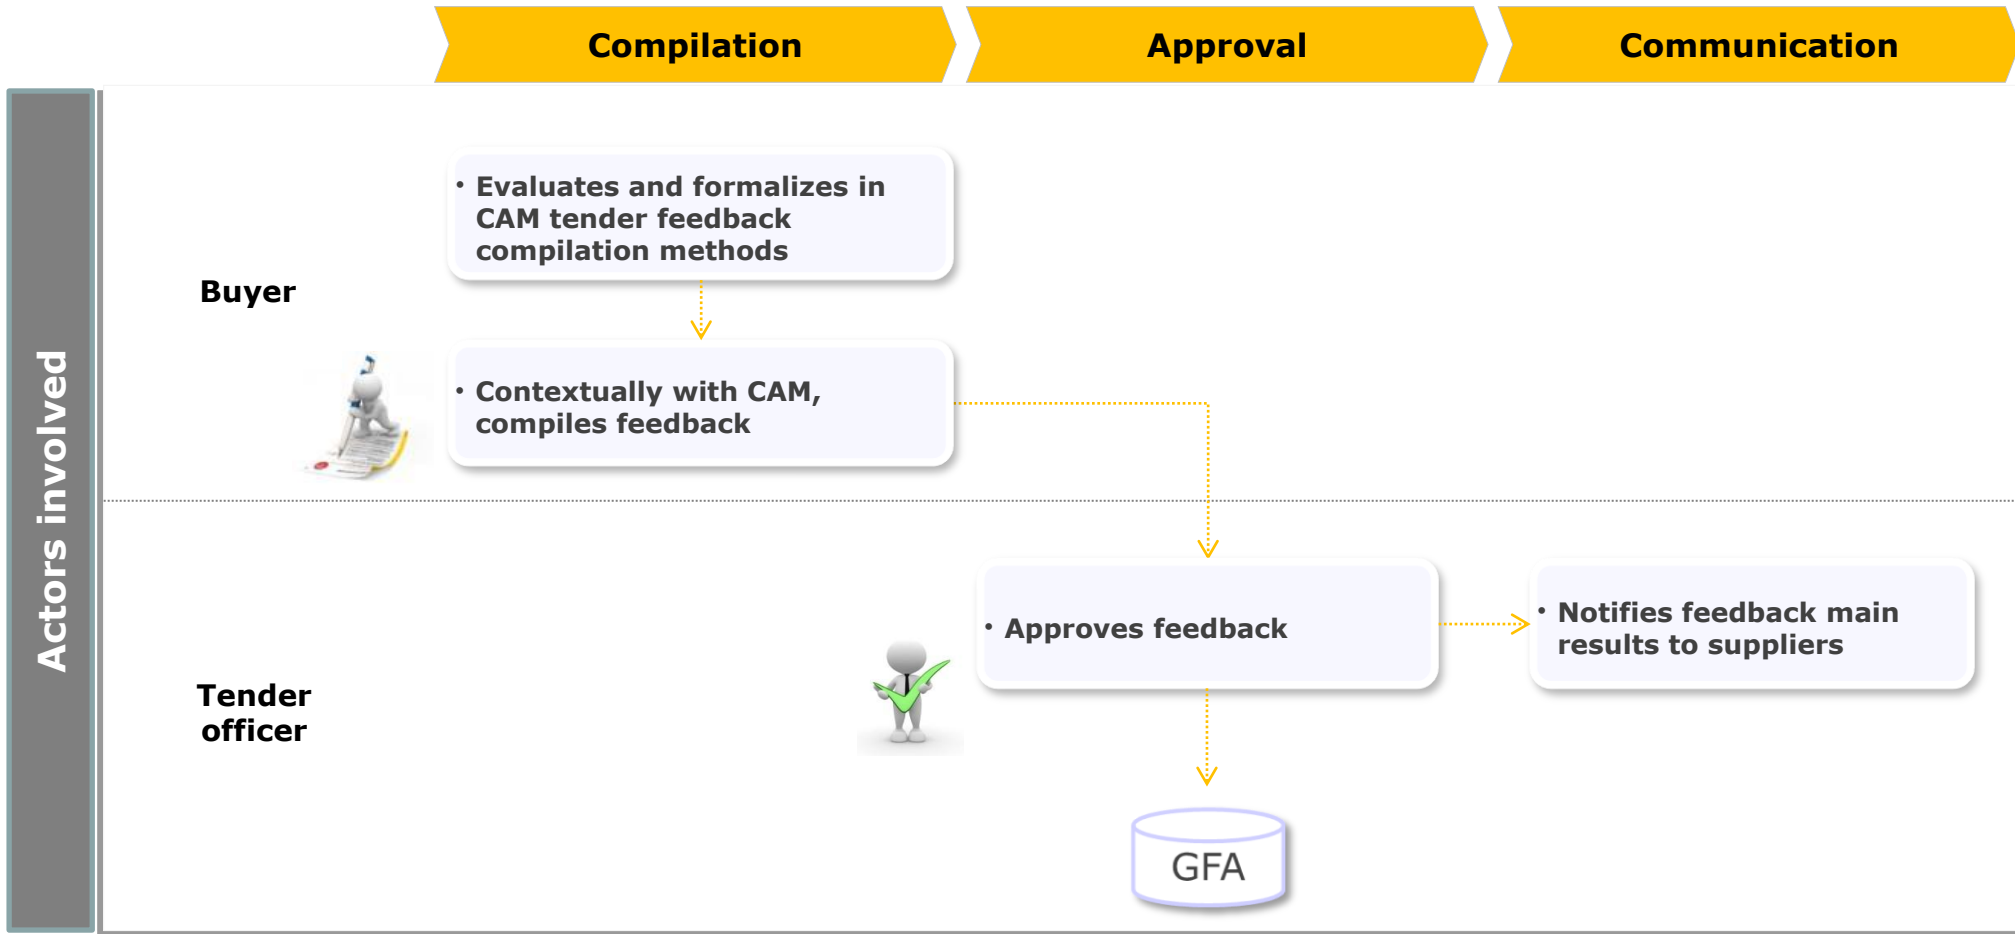 Compilation
Approval
Communication
Actors involved
Buyer
• Evaluates and formalizes in
CAM tender feedback
compilation methods
• Contextually with CAM,
compiles feedback
Tender
officer
• Approves feedback
• Notifies feedback main
results to suppliers
GFA